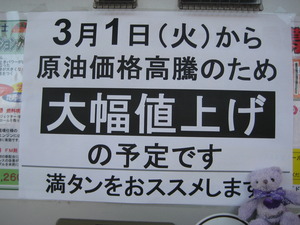 3月1日（火）から
原油価格高騰のため
大幅値上げ
の予定です
満タンをおススメします